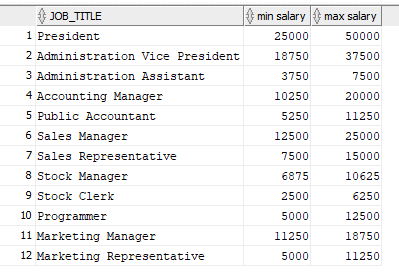 JOB_TITLE min salary max salary
1 President 25000 50000
2 Administration Vice President 18750 37500
3 Administration Assistant 3750 7500
4 Accounting Manager 10250 20000
5 Public Accountant 5250 11250
6 Sales Manager 12500 25000
7 Sales Representative 7500 15000
8 Stock Manager 6875 10625
9 Stock Clerk 2500 6250
10 Programmer 5000 12500
11 Marketing Manager 11250 18750
12 Marketing Representative 5000 11250